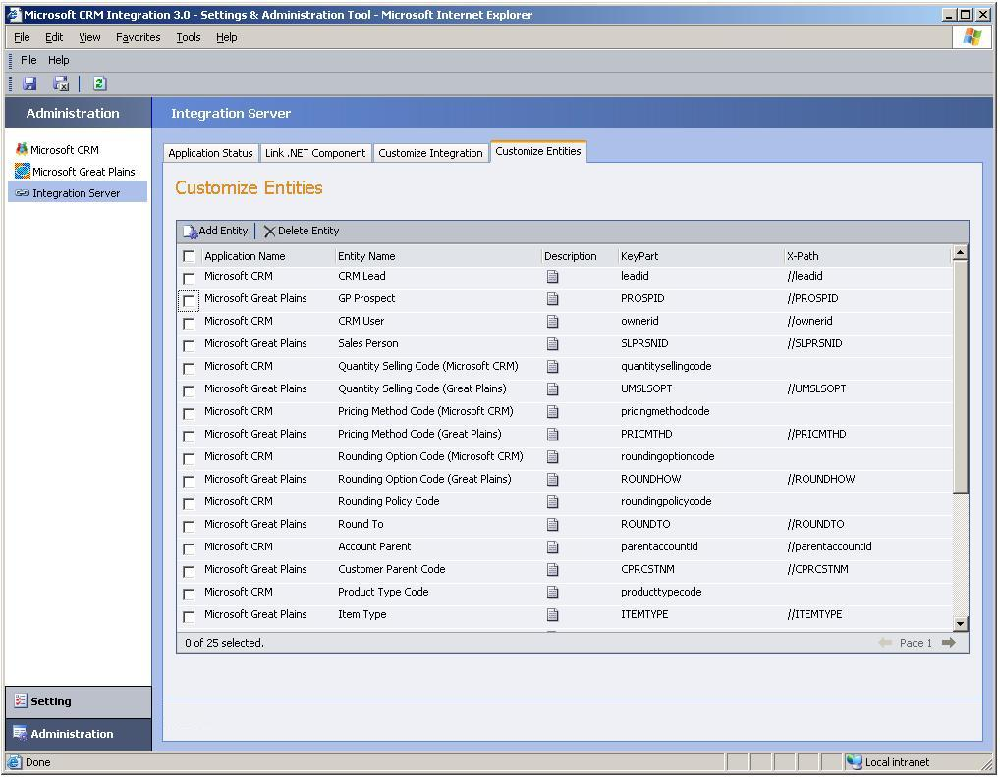 Microsoft CRM Integration 3.0 - Settings & Administration Tool - Microsoft Internet Explorer
File Edit View Favorites Tools Help
File Help
Administration
Integration Server
Microsoft CRM
Microsoft Great Plains
Integration Server
Application Status Link .NET Component Customize Integration Customize Entities
Customize Entities
Add Entity Delete Entity
Application Name Entity Name Description KeyPart X-Path
Microsoft CRM CRM Lead leadid //leadid
Microsoft Great Plains GP Prospect PROSPID //PROSPID
Microsoft CRM CRM User ownerid //ownerid
Microsoft Great Plains Sales Person SLPRSNID //SLPRSNID
Microsoft CRM Quantity Selling Code (Microsoft CRM) quantitysellingcode
Microsoft Great Plains Quantity Selling Code (Great Plains) UMSLSOPT //UMSLSOPT
Microsoft CRM Pricing Method Code (Microsoft CRM) pricingmethodcode
Microsoft Great Plains Pricing Method Code (Great Plains) PRICMTHD //PRICMTHD
Microsoft CRM Rounding Option Code (Microsoft CRM) roundingoptioncode
Microsoft Great Plains Rounding Option Code (Great Plains) ROUNDHOW //ROUNDHOW
Microsoft CRM Rounding Policy Code roundingpolicycode
Microsoft Great Plains Round To ROUNDTO //ROUNDTO
Microsoft CRM Account Parent parentaccountid //parentaccountid
Microsoft Great Plains Customer Parent Code CPRCSTNM //CPRCSTNM
Microsoft CRM Product Type Code producttypecode
Microsoft Great Plains Item Type ITEMTYPE //ITEMTYPE
0 of 25 selected.
Page 1
Setting
Administration
Done
Local intranet